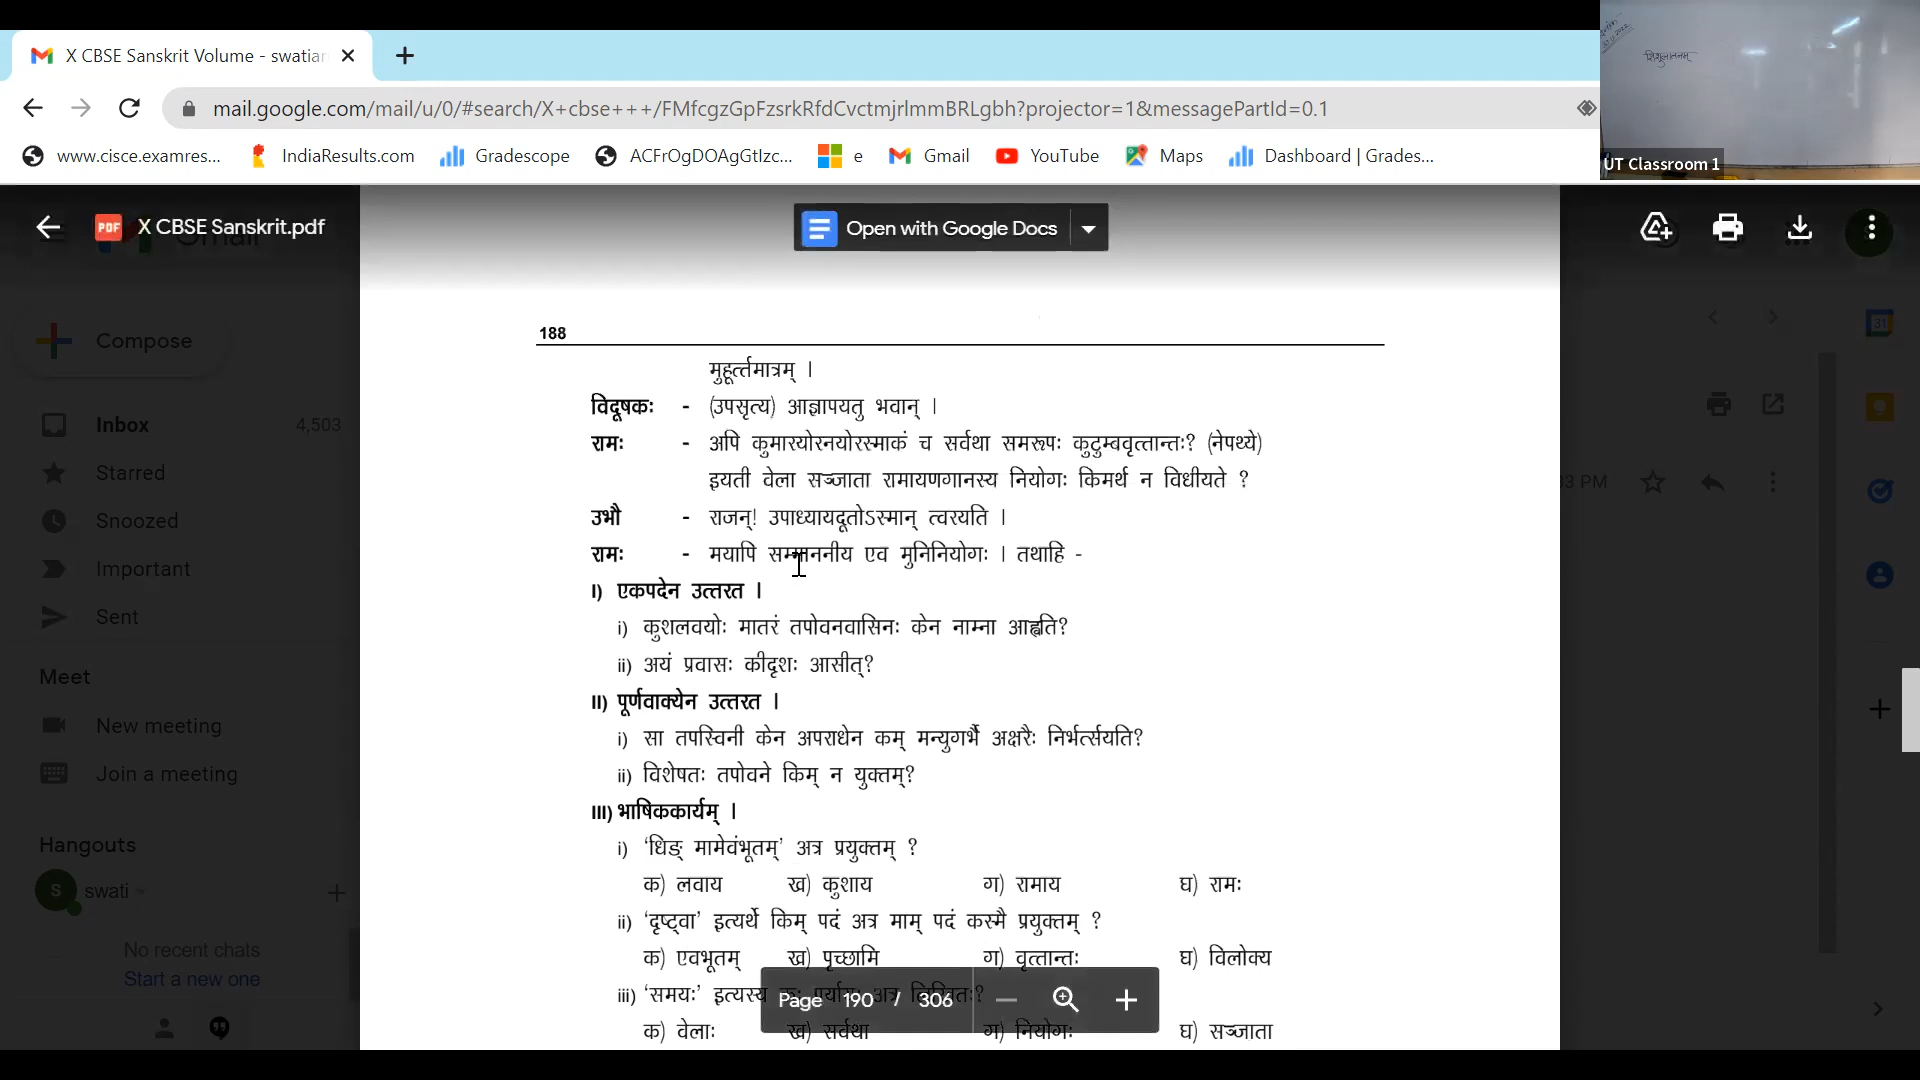 X CBSE Sanskrit Volume - swatiar
mail.google.com/mail/u/0/#search/X+cbse+++/FMfcgzGpFzsrkRfdCvctmjrlmmBRLgbh?projector=1&messagePartId=0.1
www.cisce.examres... IndiaResults.com Gradescope ACFrOgDOAgGtIzc... e Gmail YouTube Maps Dashboard | Grades...
शिशुलालनम्
UT Classroom 1
PDF X CBSE Sanskrit.pdf Open with Google Docs
Compose
Inbox 4,503
Starred
Snoozed
Important
Sent
Meet
New meeting
Join a meeting
Hangouts
S swati
No recent chats
Start a new one
31
3 PM
188
मुहूर्त्तमात्रम् ।
विदूषकः - (उपसृत्य) आज्ञापयतु भवान् ।
रामः - अपि कुमारयोरनयोरस्माकं च सर्वथा समरूपः कुटुम्बवृत्तान्तः? (नेपथ्ये)
इयती वेला सञ्जाता रामायणगानस्य नियोगः किमर्थ न विधीयते ?
उभौ - राजन्! उपाध्यायदूतोऽस्मान् त्वरयति ।
रामः - मयापि सम्माननीय एव मुनिनियोगः । तथाहि -
I) एकपदेन उत्तरत ।
i) कुशलवयोः मातरं तपोवनवासिनः केन नाम्ना आह्वति?
ii) अयं प्रवासः कीदृशः आसीत्?
II) पूर्णवाक्येन उत्तरत ।
i) सा तपस्विनी केन अपराधेन कम् मन्युगर्भै अक्षरैः निर्भर्त्सयति?
ii) विशेषतः तपोवने किम् न युक्तम्?
III) भाषिककार्यम् ।
i) ‘धिङ् मामेवंभूतम्’ अत्र प्रयुक्तम् ?
क) लवाय ख) कुशाय ग) रामाय घ) रामः
ii) ‘दृष्ट्वा’ इत्यर्थे किम् पदं अत्र माम् पदं कस्मै प्रयुक्तम् ?
क) एवभूतम् ख) पृच्छामि ग) वृत्तान्तः घ) विलोक्य
iii) ‘समयः’ इत्यस्य कः पर्यायः अत्र लिखितः?
क) वेलाः ख) सर्वथा ग) नियोगः घ) सञ्जाता
Page 190 / 306